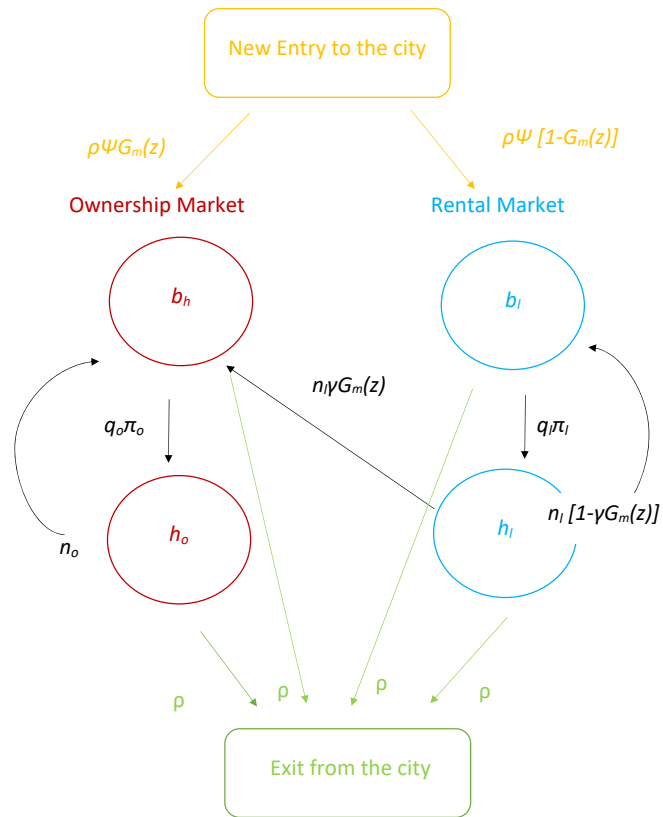 New Entry to the city
ρΨGₘ(z)
ρΨ [1-Gₘ(z)]
Ownership Market
Rental Market
bₕ
bₗ
nₗγGₘ(z)
qₒπₒ
qₗπₗ
nₗ [1-γGₘ(z)]
hₒ
hₗ
nₒ
ρ
ρ
ρ
ρ
Exit from the city